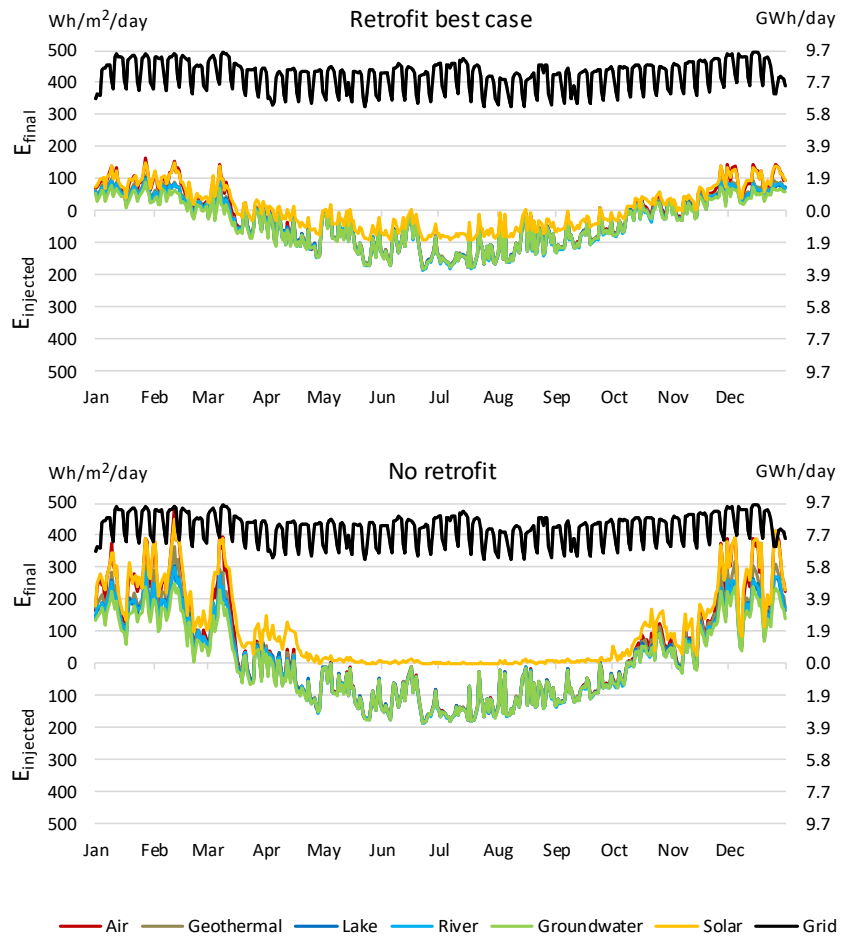 Wh/m²/day Retrofit best case GWh/day
500 9.7
400 7.7
300 5.8
200 3.9
100 1.9
0 0.0
100 1.9
200 3.9
300 5.8
400 7.7
500 9.7
E_final
E_injected
Jan Feb Mar Apr May Jun Jul Aug Sep Oct Nov Dec
Wh/m²/day No retrofit GWh/day
500 9.7
400 7.7
300 5.8
200 3.9
100 1.9
0 0.0
100 1.9
200 3.9
300 5.8
400 7.7
500 9.7
E_final
E_injected
Jan Feb Mar Apr May Jun Jul Aug Sep Oct Nov Dec
Air Geothermal Lake River Groundwater Solar Grid